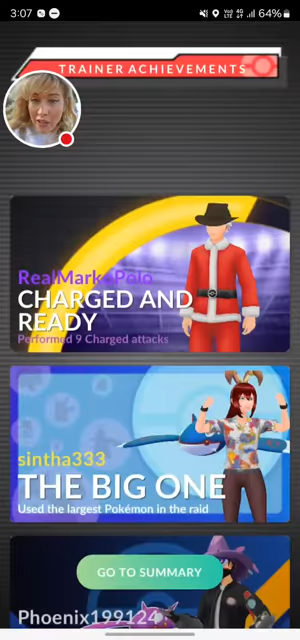 3:07
64%
TRAINER ACHIEVEMENTS
RealMarkoPolo
CHARGED AND
READY
Performed 9 Charged attacks
sintha333
THE BIG ONE
Used the largest Pokémon in the raid
GO TO SUMMARY
Phoenix199124